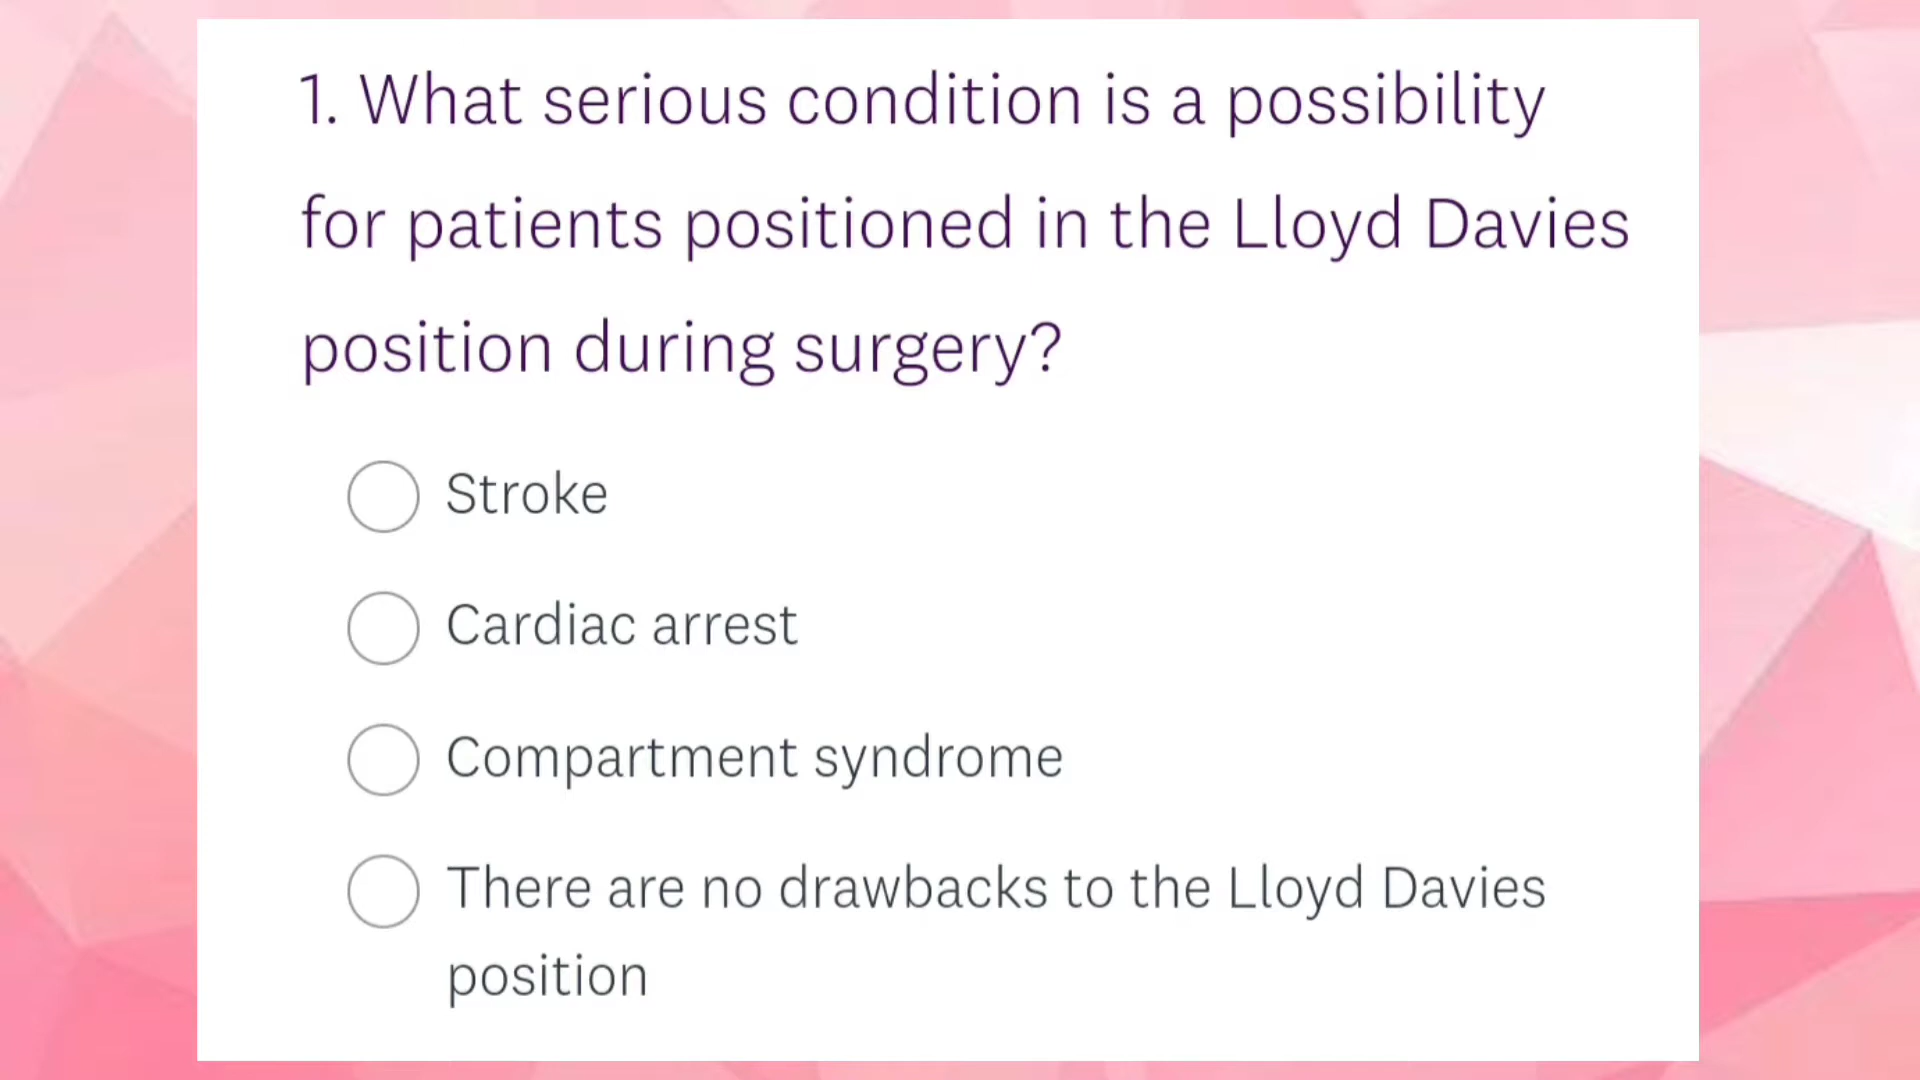 1. What serious condition is a possibility
for patients positioned in the Lloyd Davies
position during surgery?
Stroke
Cardiac arrest
Compartment syndrome
There are no drawbacks to the Lloyd Davies
position